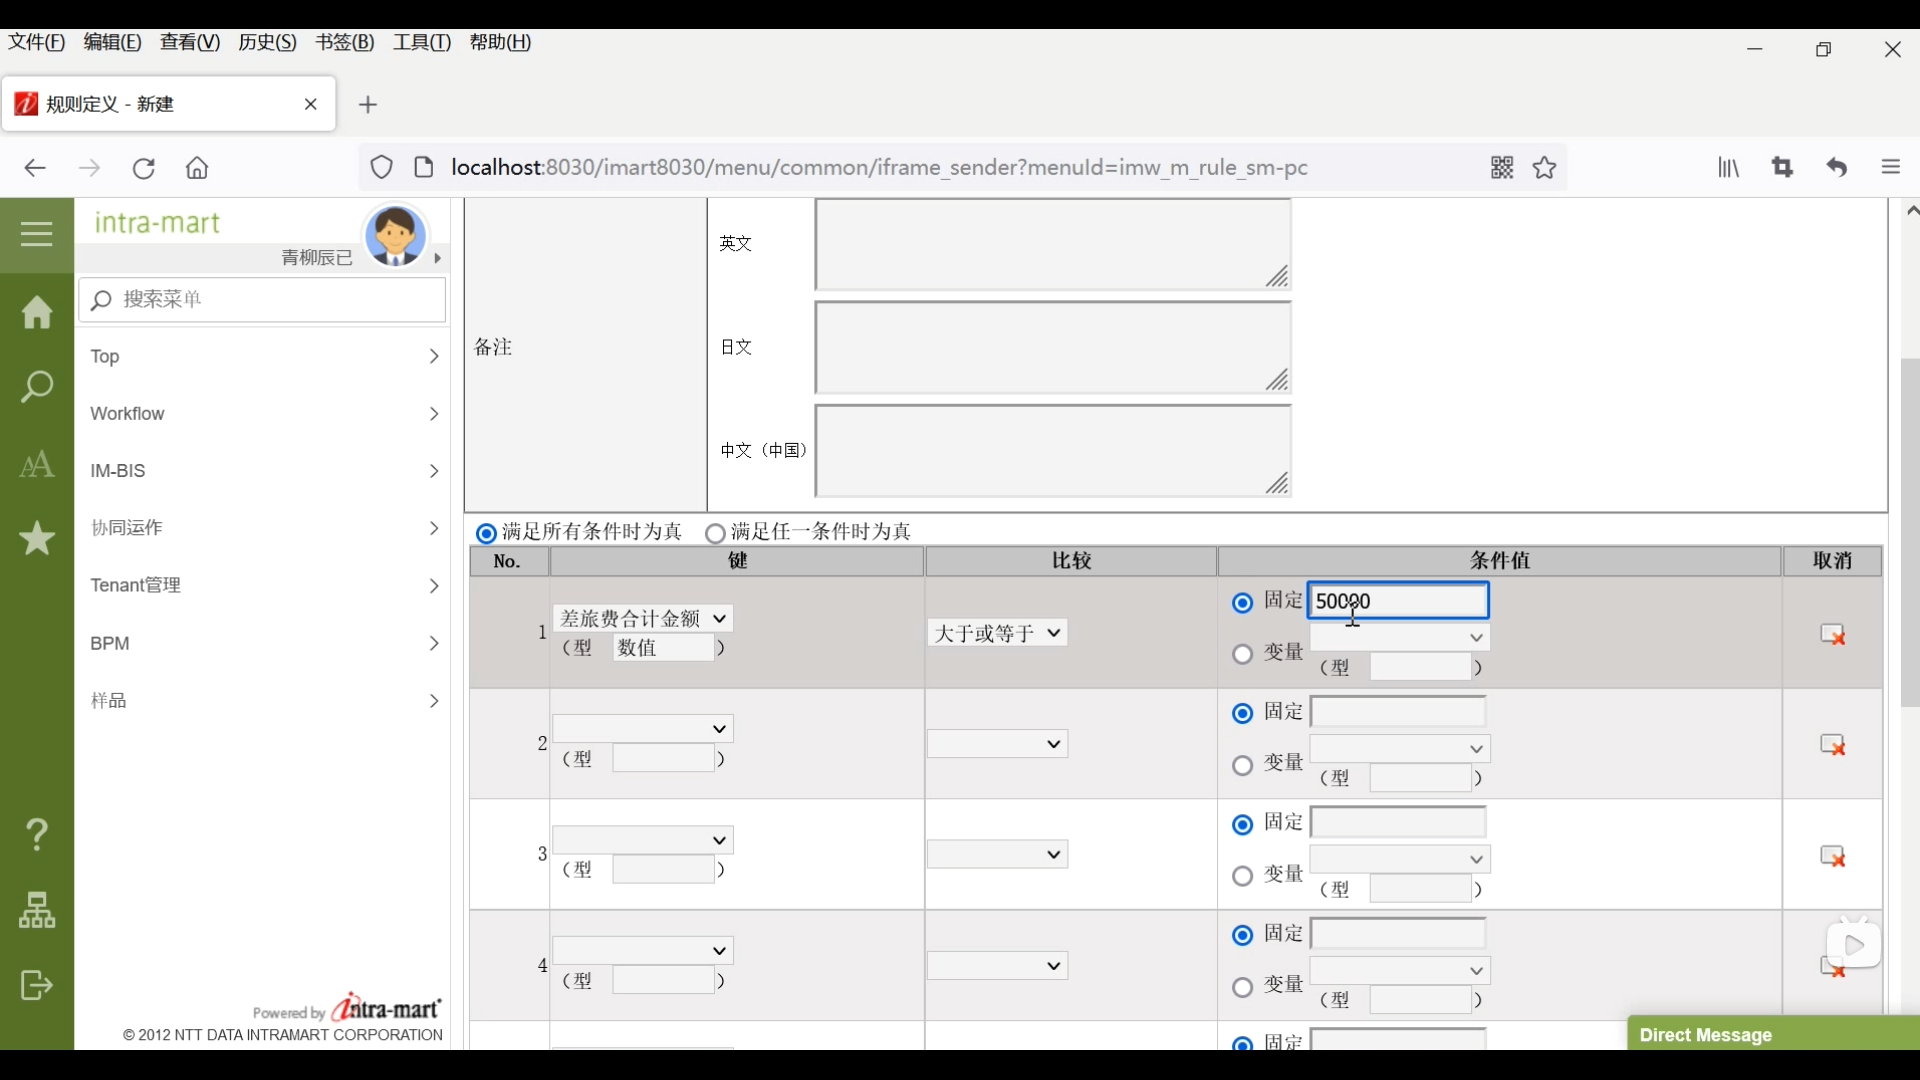 文件(F) 编辑(E) 查看(V) 历史(S) 书签(B) 工具(T) 帮助(H)
规则定义 - 新建
localhost:8030/imart8030/menu/common/iframe_sender?menuId=imw_m_rule_sm-pc
intra-mart
青柳辰已
搜索菜单
Top
Workflow
IM-BIS
协同运作
Tenant管理
BPM
样品
Powered by intra-mart
© 2012 NTT DATA INTRAMART CORPORATION
备注
英文
日文
中文（中国）
满足所有条件时为真 满足任一条件时为真
No. 键 比较 条件值 取消
1 差旅费合计金额 （型 数值 ） 大于或等于 固定 50000
变量
（型 ）
2 （型 ） 固定
变量
（型 ）
3 （型 ） 固定
变量
（型 ）
4 （型 ） 固定
变量
（型 ）
固定
Direct Message